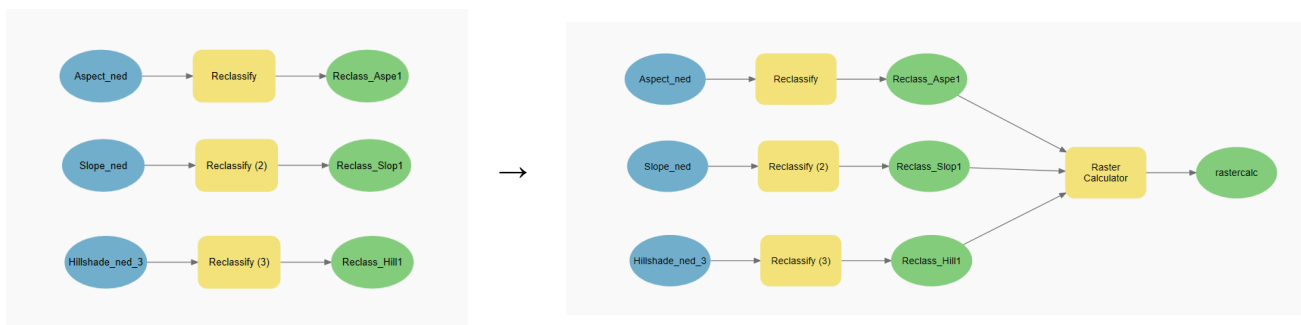 Aspect_ned
Reclassify
Reclass_Aspe1
Slope_ned
Reclassify (2)
Reclass_Slop1
Hillshade_ned_3
Reclassify (3)
Reclass_Hill1
→
Aspect_ned
Reclassify
Reclass_Aspe1
Slope_ned
Reclassify (2)
Reclass_Slop1
Raster
Calculator
rastercalc
Hillshade_ned_3
Reclassify (3)
Reclass_Hill1